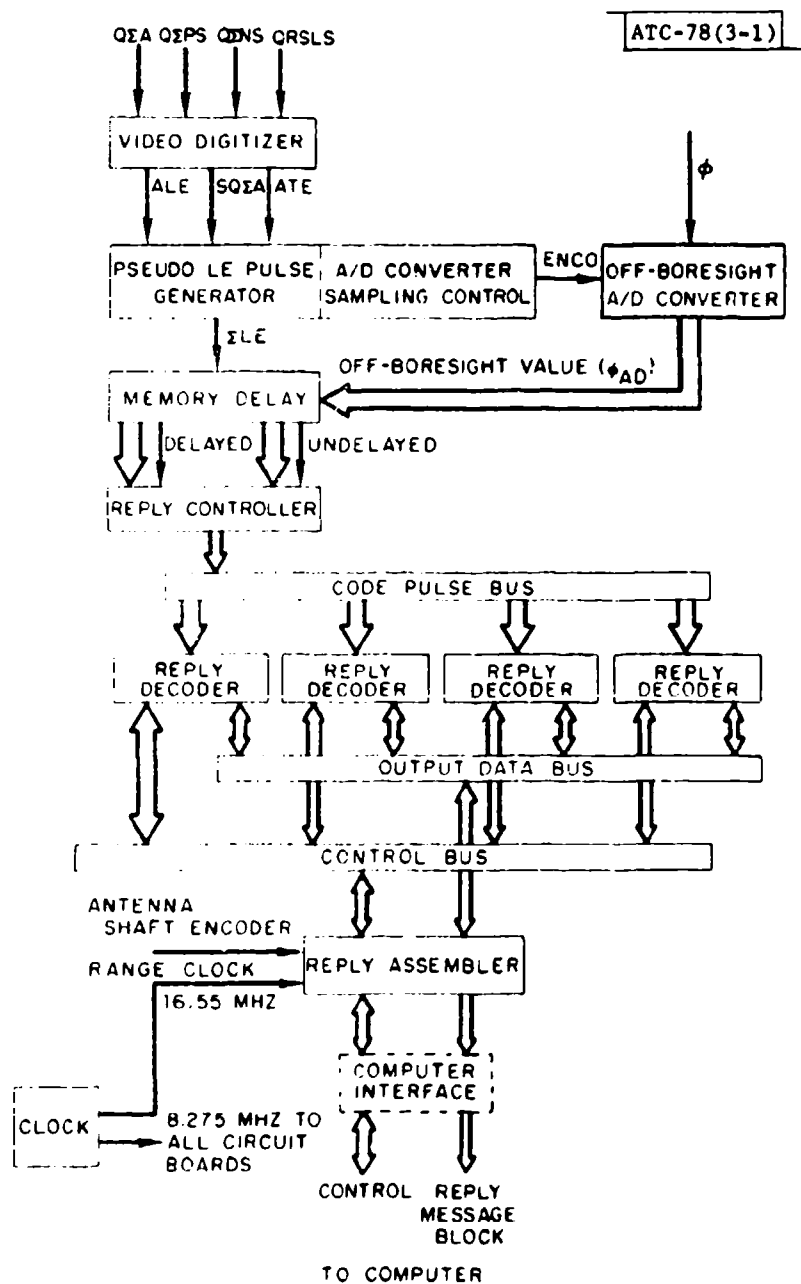 ATC-78(3-1)
QΣA QΣPS QΣNS QRSLS
VIDEO DIGITIZER
ALE SQΣA ATE
ϕ
PSEUDO LE PULSE
GENERATOR
A/D CONVERTER
SAMPLING CONTROL
ENCO
OFF-BORESIGHT
A/D CONVERTER
ΣLE
OFF-BORESIGHT VALUE (ϕAD)
MEMORY DELAY
DELAYED
UNDELAYED
REPLY CONTROLLER
CODE PULSE BUS
REPLY
DECODER
REPLY
DECODER
REPLY
DECODER
REPLY
DECODER
OUTPUT DATA BUS
CONTROL BUS
ANTENNA
SHAFT ENCODER
RANGE CLOCK
16.55 MHZ
REPLY ASSEMBLER
COMPUTER
INTERFACE
CLOCK
8.275 MHZ TO
ALL CIRCUIT
BOARDS
CONTROL
REPLY
MESSAGE
BLOCK
TO COMPUTER